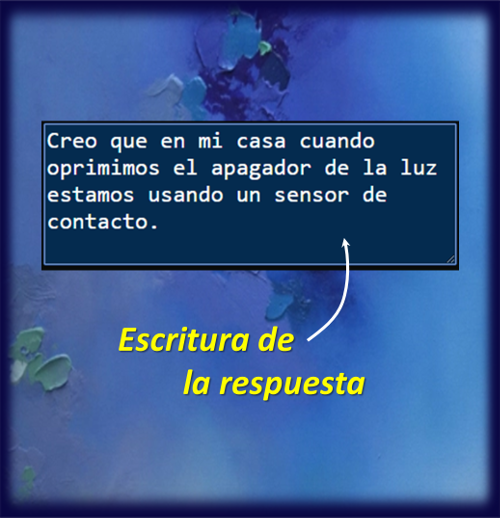 Creo que en mi casa cuando
oprimimos el apagador de la luz
estamos usando un sensor de
contacto.
Escritura de
la respuesta